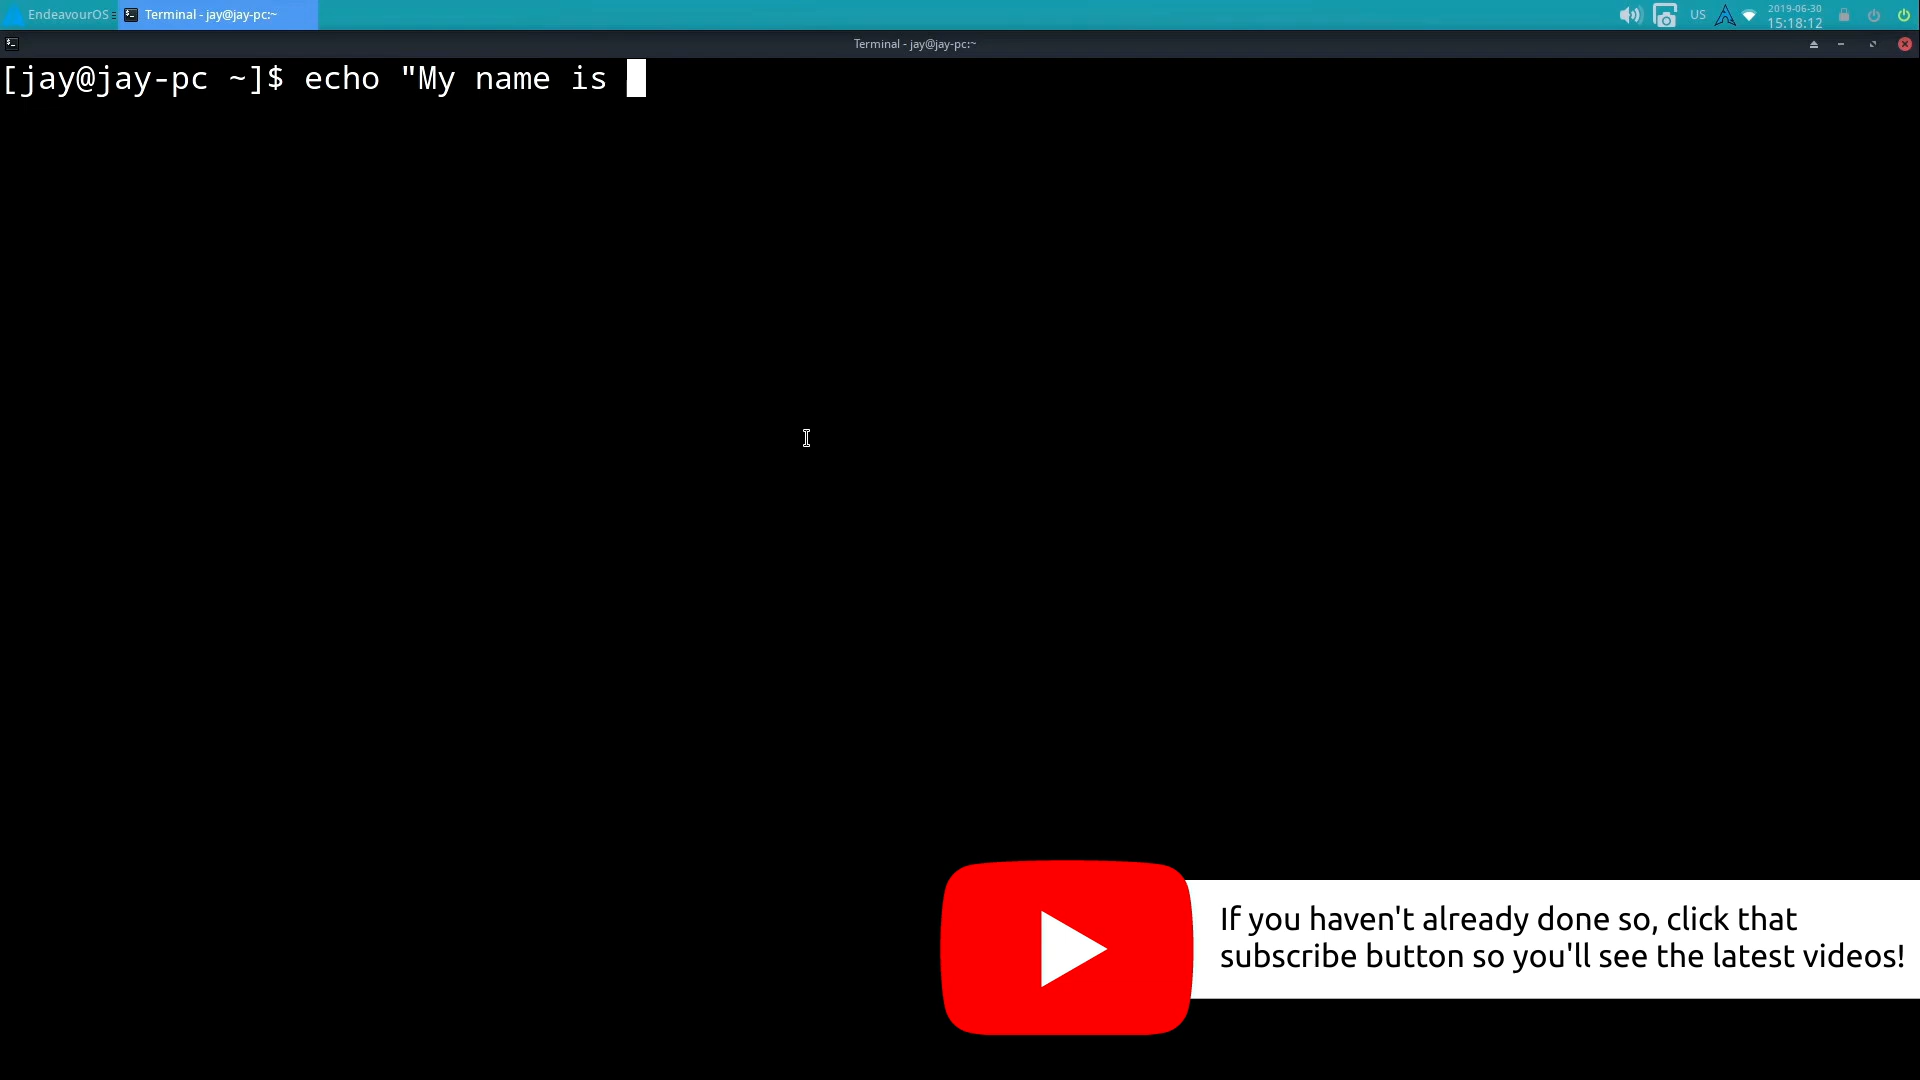 EndeavourOS
Terminal - jay@jay-pc:~
US
2019-06-30
15:18:12
Terminal - jay@jay-pc:~
[jay@jay-pc ~]$ echo "My name is
If you haven't already done so, click that
subscribe button so you'll see the latest videos!